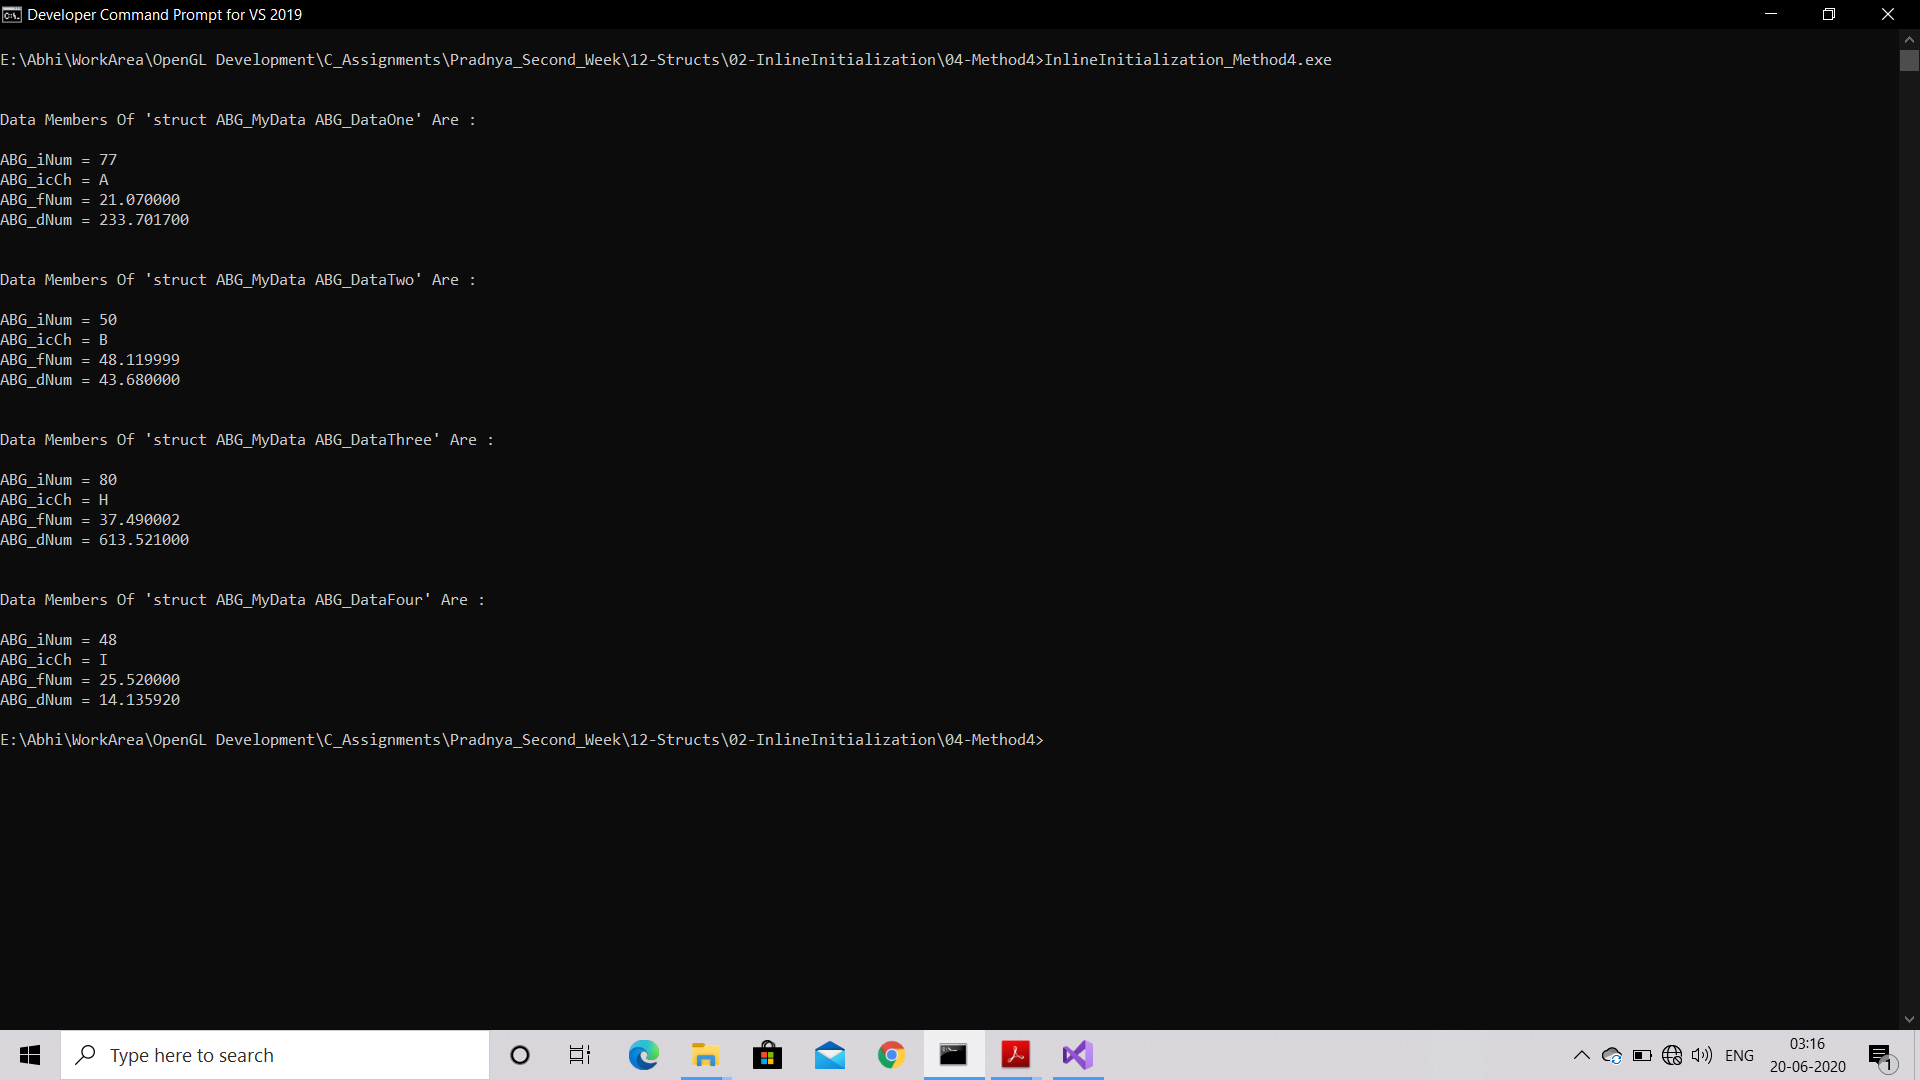 Developer Command Prompt for VS 2019
E:\Abhi\WorkArea\OpenGL Development\C_Assignments\Pradnya_Second_Week\12-Structs\02-InlineInitialization\04-Method4>InlineInitialization_Method4.exe
Data Members Of 'struct ABG_MyData ABG_DataOne' Are :
ABG_iNum = 77
ABG_icCh = A
ABG_fNum = 21.070000
ABG_dNum = 233.701700
Data Members Of 'struct ABG_MyData ABG_DataTwo' Are :
ABG_iNum = 50
ABG_icCh = B
ABG_fNum = 48.119999
ABG_dNum = 43.680000
Data Members Of 'struct ABG_MyData ABG_DataThree' Are :
ABG_iNum = 80
ABG_icCh = H
ABG_fNum = 37.490002
ABG_dNum = 613.521000
Data Members Of 'struct ABG_MyData ABG_DataFour' Are :
ABG_iNum = 48
ABG_icCh = I
ABG_fNum = 25.520000
ABG_dNum = 14.135920
E:\Abhi\WorkArea\OpenGL Development\C_Assignments\Pradnya_Second_Week\12-Structs\02-InlineInitialization\04-Method4>
Type here to search
ENG
03:16
20-06-2020
1